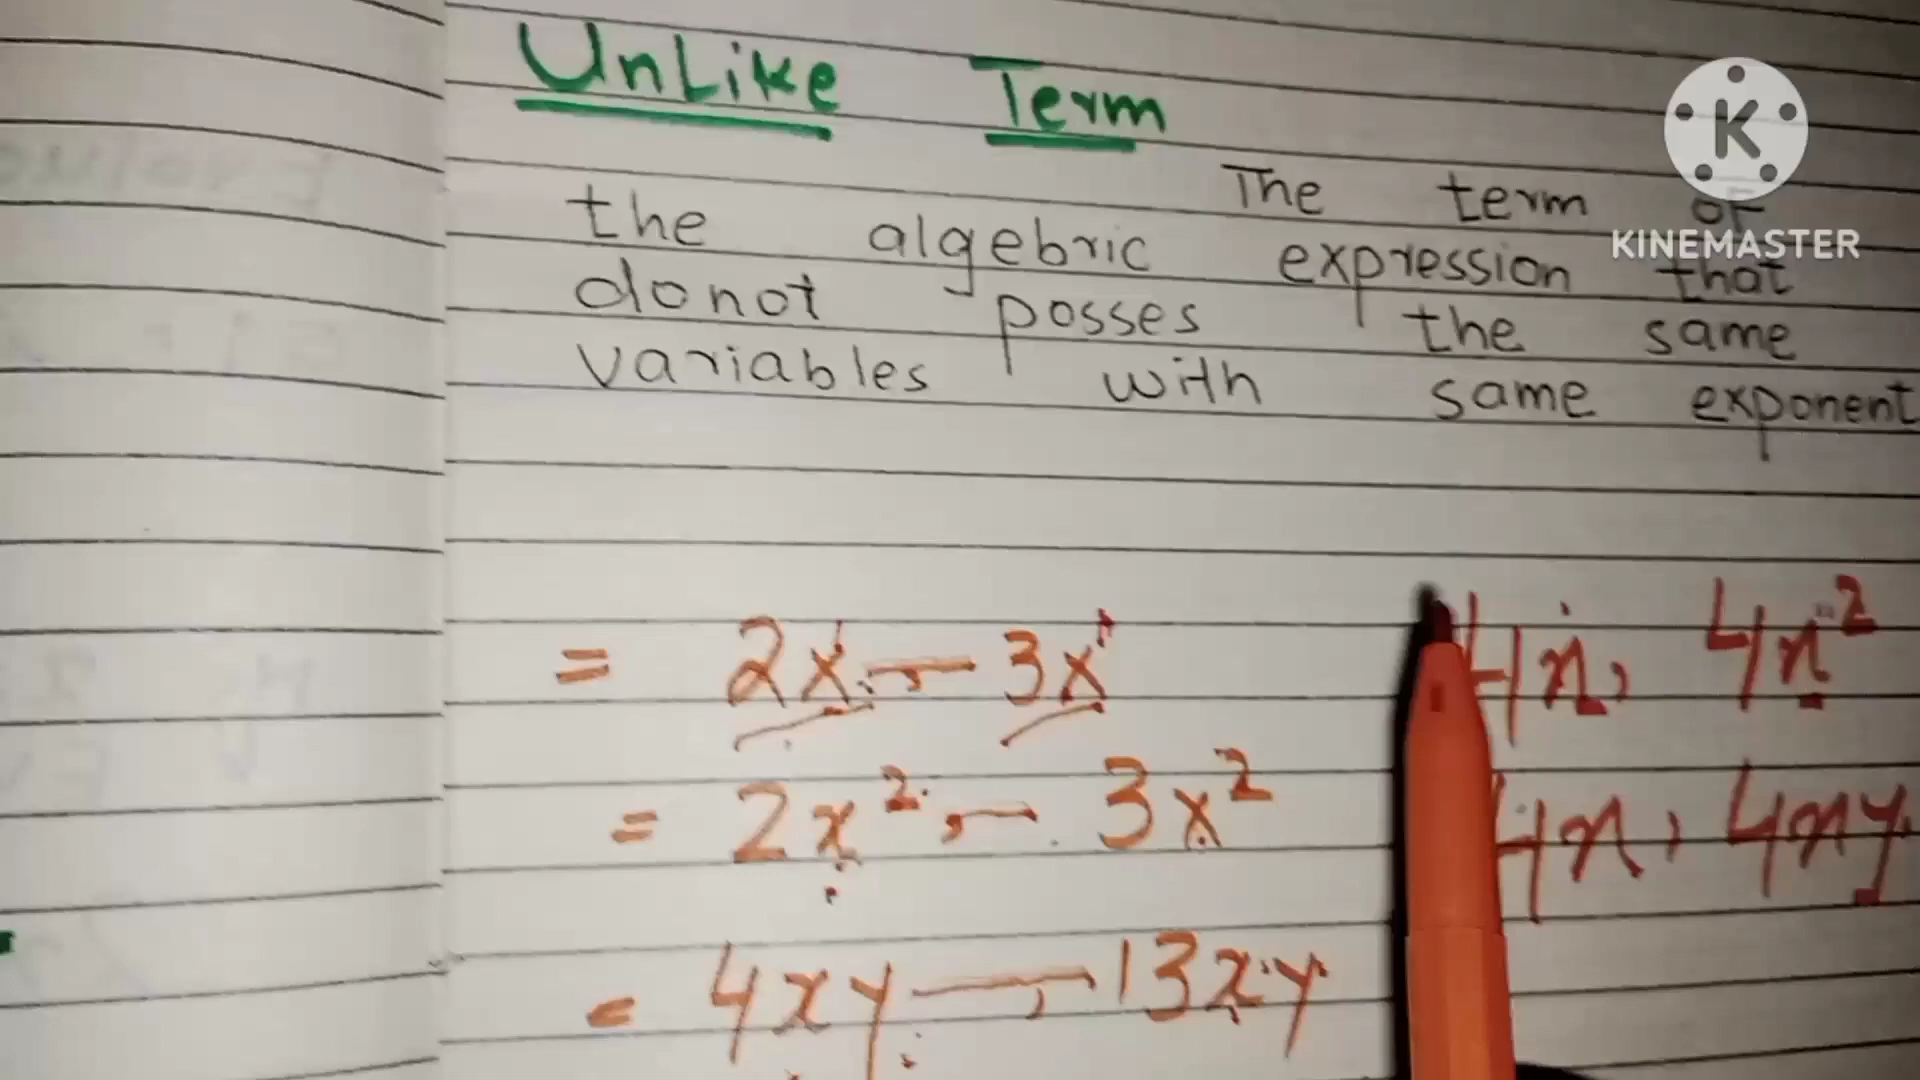 UnLike Term
The term of
the algebric expression that
donot posses the same
variables with same exponent
= 2x — 3x
4x, 4x²
= 2x² , — 3x²
4x, 4xy
= 4xy — , 13xy
K
KINEMASTER